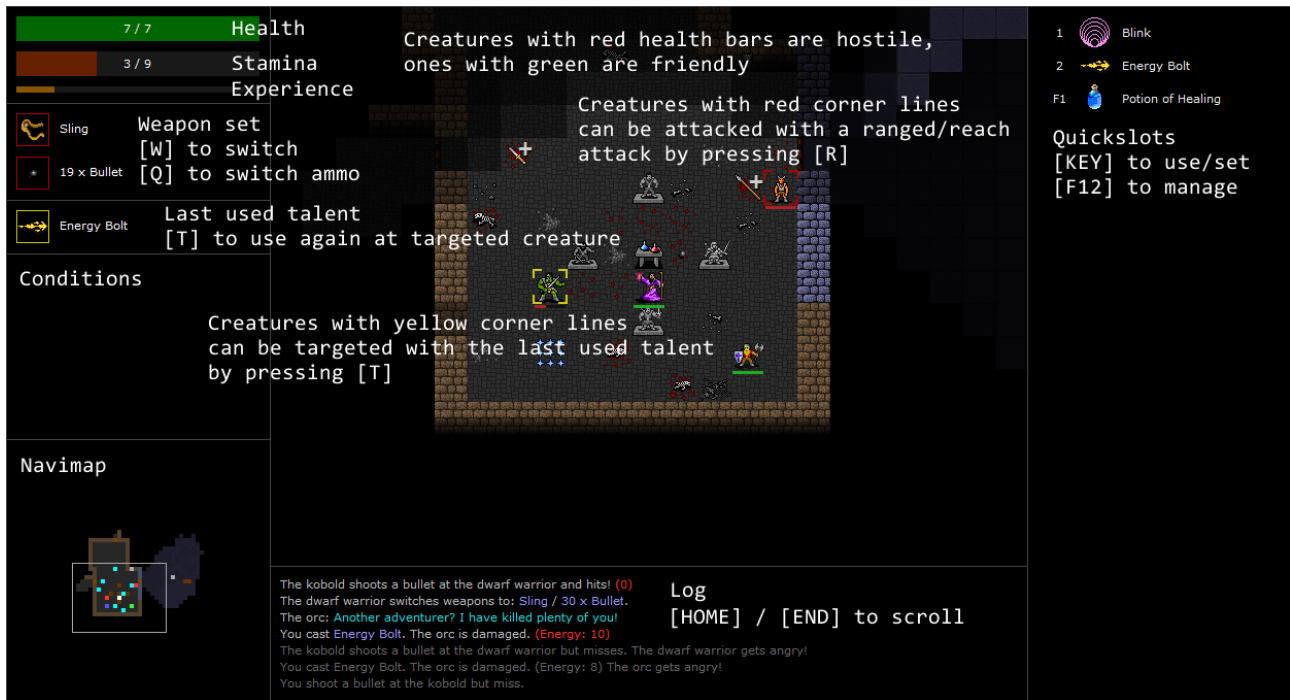 7 / 7
Health
3 / 9
Stamina
Experience
Sling
19 x Bullet
Weapon set
[W] to switch
[Q] to switch ammo
Energy Bolt
Last used talent
[T] to use again at targeted creature
Conditions
Creatures with red health bars are hostile,
ones with green are friendly
Creatures with red corner lines
can be attacked with a ranged/reach
attack by pressing [R]
Creatures with yellow corner lines
can be targeted with the last used talent
by pressing [T]
1 Blink
2 Energy Bolt
F1 Potion of Healing
Quickslots
[KEY] to use/set
[F12] to manage
Navimap
The kobold shoots a bullet at the dwarf warrior and hits! (0)
The dwarf warrior switches weapons to: Sling / 30 x Bullet.
The orc: Another adventurer? I have killed plenty of you!
You cast Energy Bolt. The orc is damaged. (Energy: 10)
The kobold shoots a bullet at the dwarf warrior but misses. The dwarf warrior gets angry!
You cast Energy Bolt. The orc is damaged. (Energy: 8) The orc gets angry!
You shoot a bullet at the kobold but miss.
Log
[HOME] / [END] to scroll